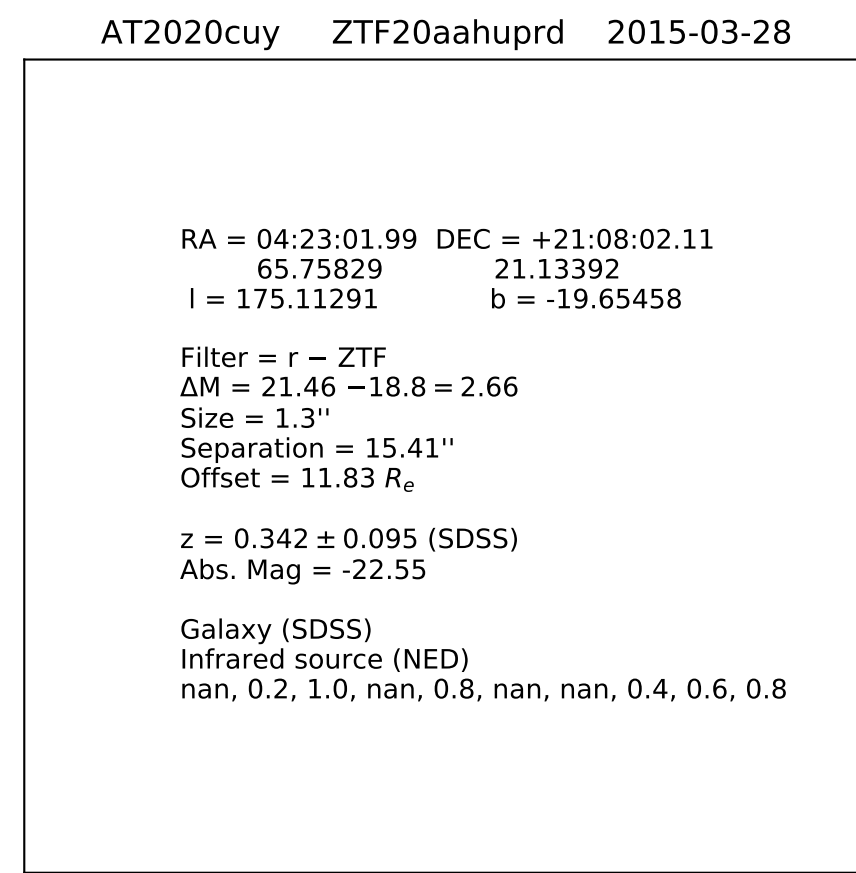 AT2020cuy ZTF20aahuprd 2015-03-28
RA = 04:23:01.99 DEC = +21:08:02.11
65.75829 21.13392
l = 175.11291 b = -19.65458
Filter = r − ZTF
ΔM = 21.46 −18.8 = 2.66
Size = 1.3''
Separation = 15.41''
Offset = 11.83 Re
z = 0.342 ± 0.095 (SDSS)
Abs. Mag = -22.55
Galaxy (SDSS)
Infrared source (NED)
nan, 0.2, 1.0, nan, 0.8, nan, nan, 0.4, 0.6, 0.8